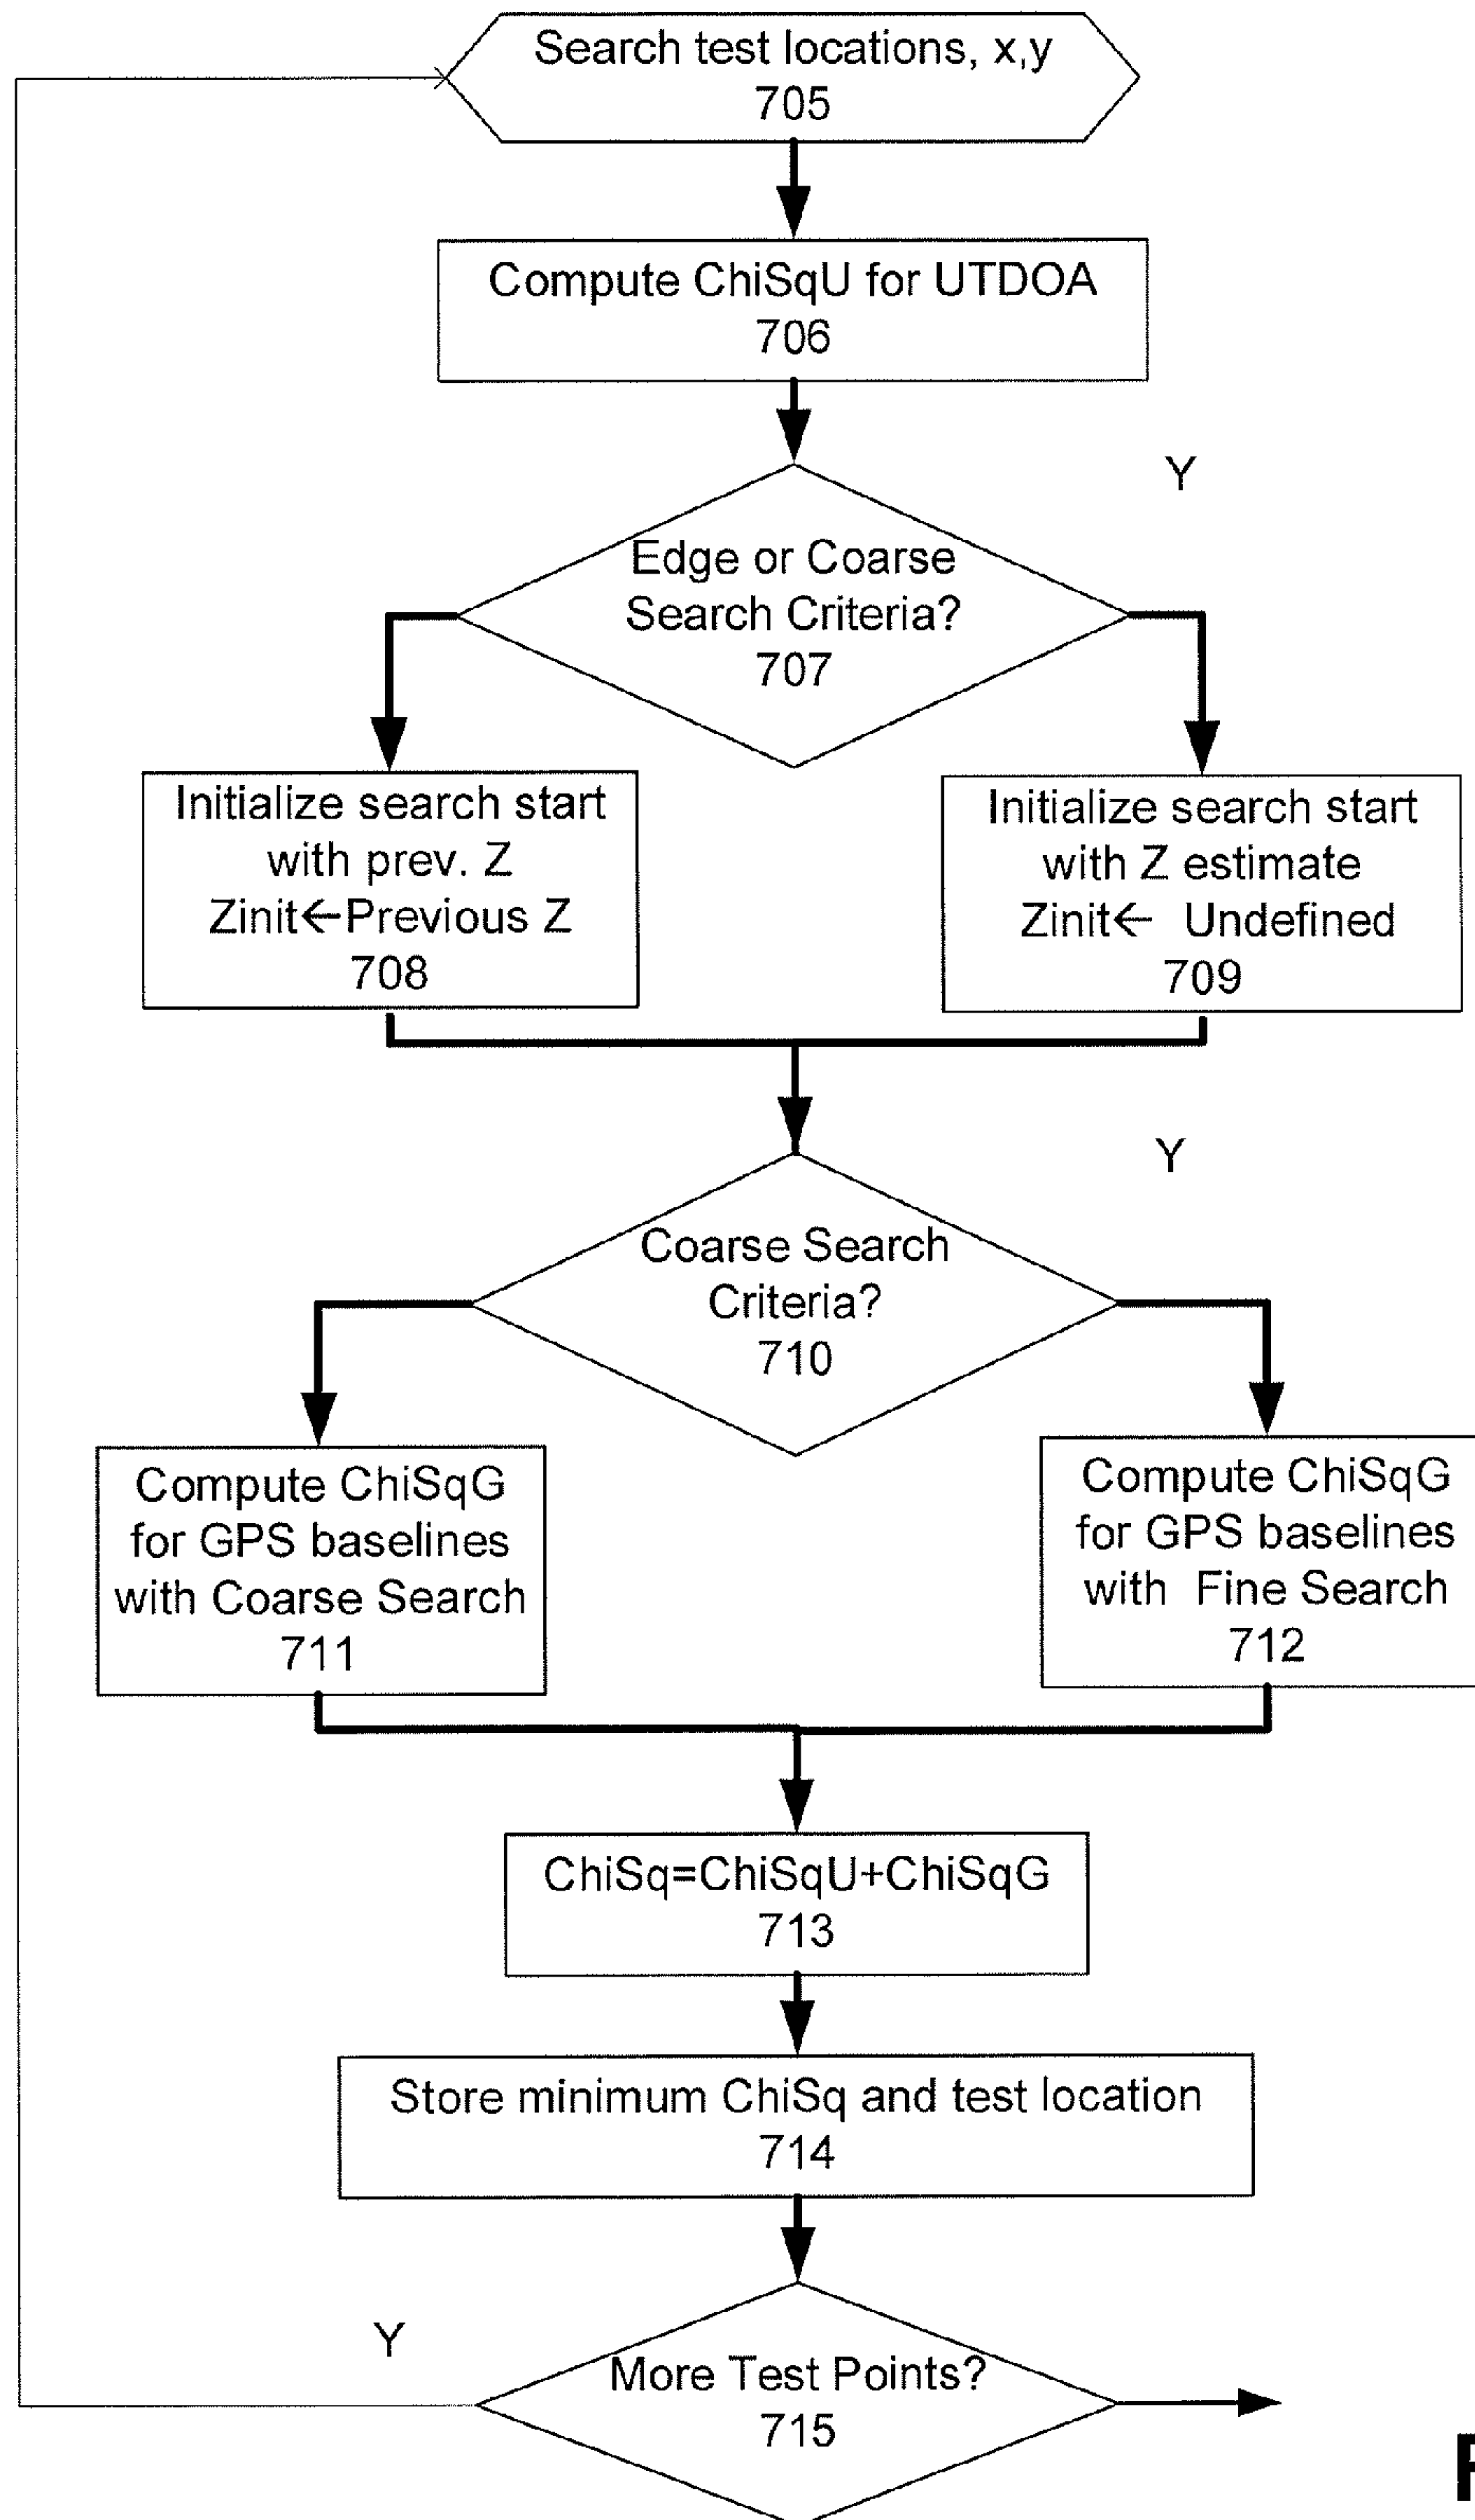 Search test locations, x,y
705
Compute ChiSqU for UTDOA
706
Y
Edge or Coarse
Search Criteria?
707
Initialize search start
with prev. Z
Zinit←Previous Z
708
Initialize search start
with Z estimate
Zinit← Undefined
709
Y
Coarse Search
Criteria?
710
Compute ChiSqG
for GPS baselines
with Coarse Search
711
Compute ChiSqG
for GPS baselines
with Fine Search
712
ChiSq=ChiSqU+ChiSqG
713
Store minimum ChiSq and test location
714
Y
More Test Points?
715